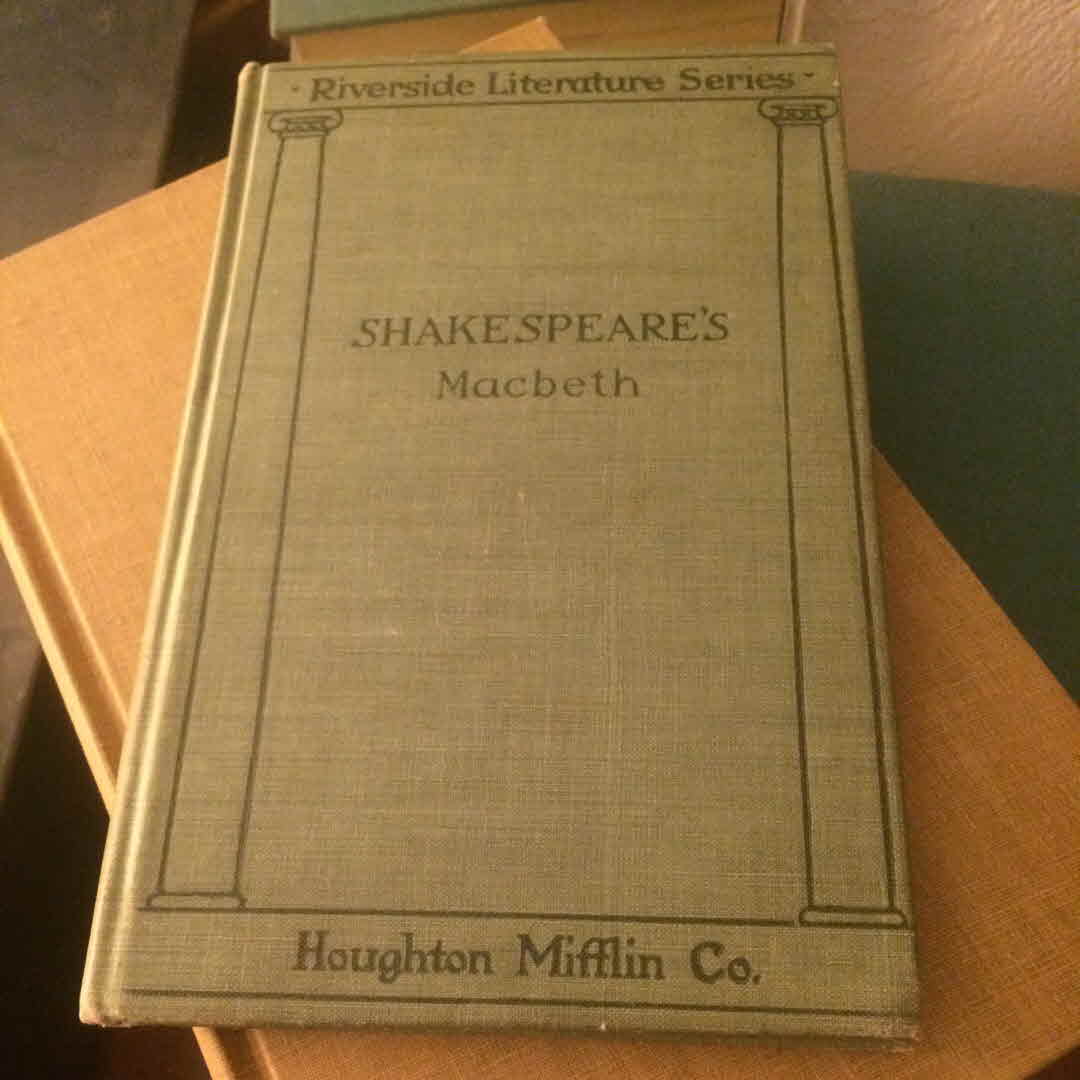 · Riverside Literature Series ·
SHAKESPEARE'S
Macbeth
Houghton Mifflin Co.